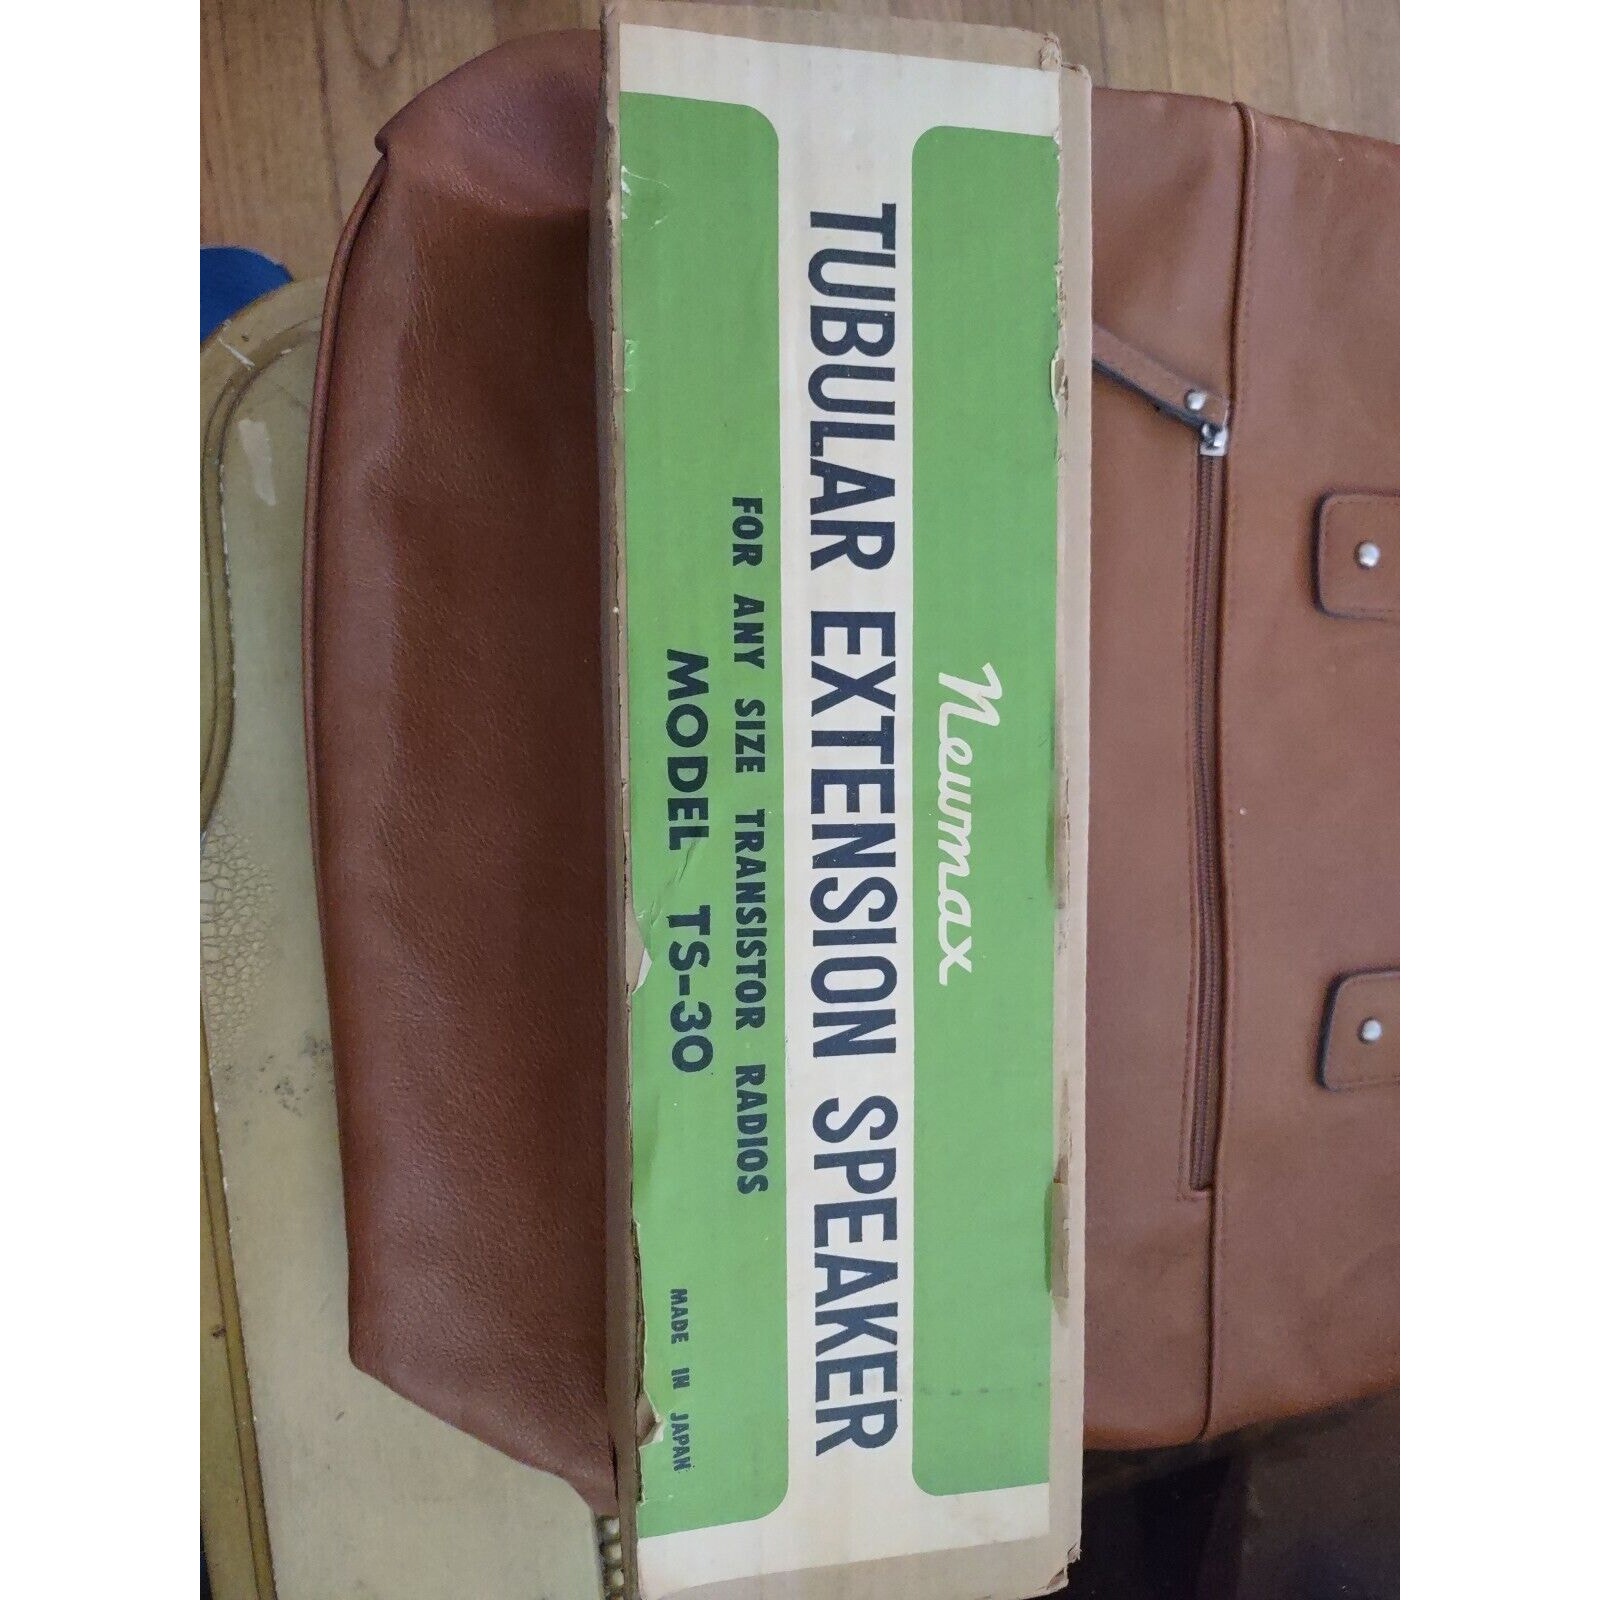 Newmax
TUBULAR EXTENSION SPEAKER
FOR ANY SIZE TRANSISTOR RADIOS
MODEL TS-30
MADE IN JAPAN